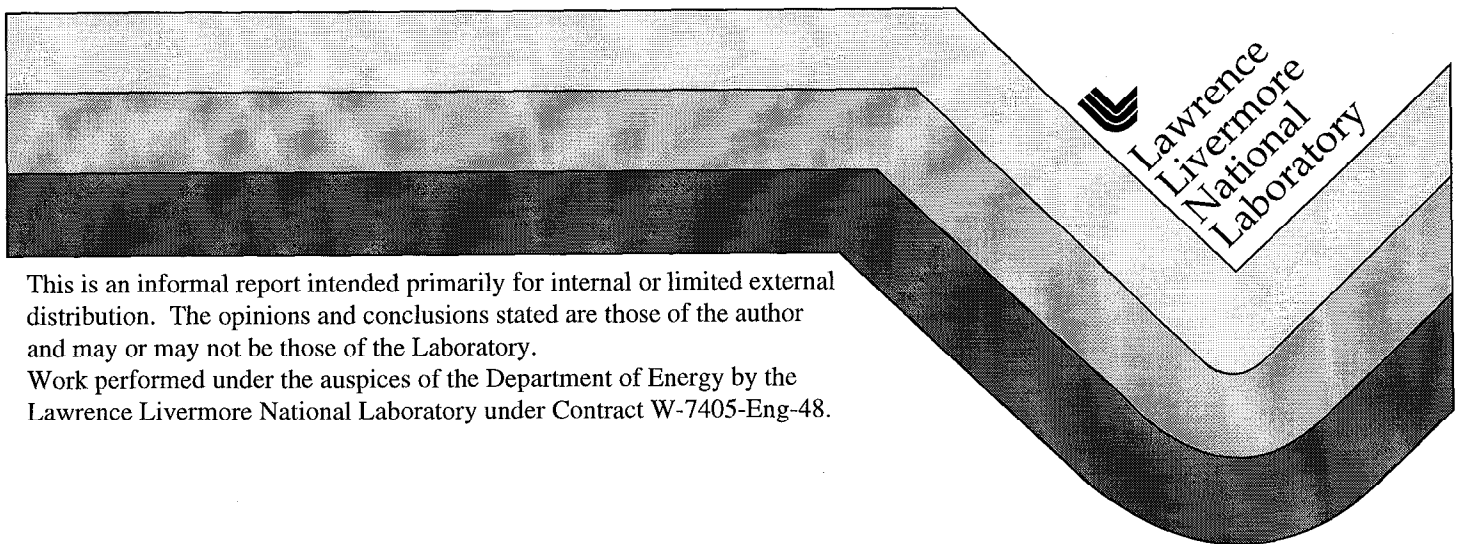 Lawrence
Livermore
National
Laboratory
This is an informal report intended primarily for internal or limited external
distribution. The opinions and conclusions stated are those of the author
and may or may not be those of the Laboratory.
Work performed under the auspices of the Department of Energy by the
Lawrence Livermore National Laboratory under Contract W-7405-Eng-48.